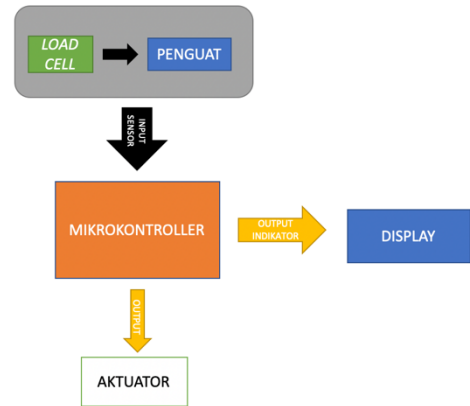 LOAD
CELL
PENGUAT
INPUT
SENSOR
MIKROKONTROLLER
OUTPUT
INDIKATOR
DISPLAY
OUTPUT
AKTUATOR